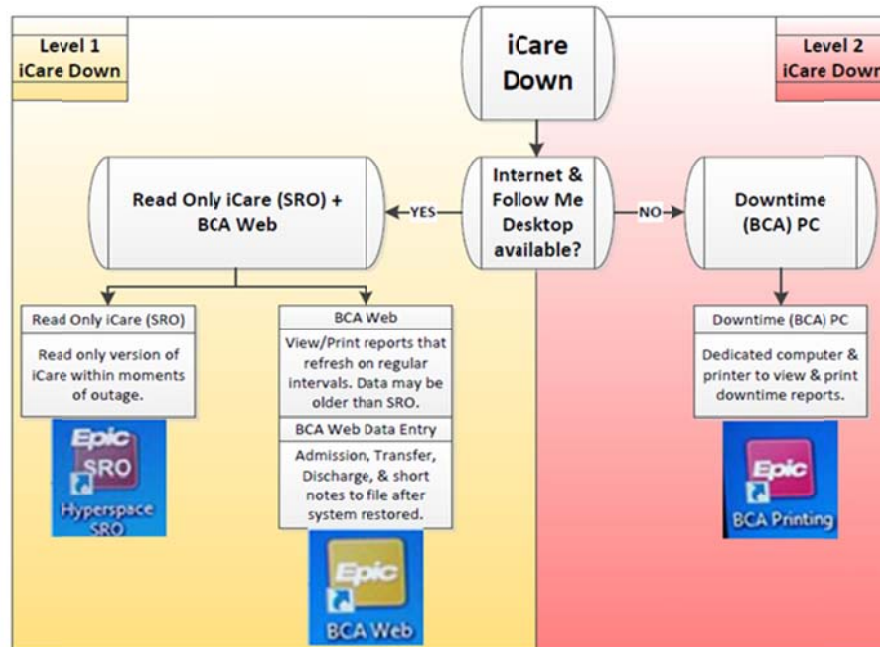 Level 1
iCare Down
iCare
Down
Level 2
iCare Down
Read Only iCare (SRO) +
BCA Web
YES
Internet &
Follow Me
Desktop
available?
NO
Downtime
(BCA) PC
Read Only iCare (SRO)
Read only version of
iCare within moments
of outage.
Epic
SRO
Hyperspace
SRO
BCA Web
View/Print reports that
refresh on regular
intervals. Data may be
older than SRO.
BCA Web Data Entry
Admission, Transfer,
Discharge, & short
notes to file after
system restored.
Epic
BCA Web
Downtime (BCA) PC
Dedicated computer &
printer to view & print
downtime reports.
Epic
BCA Printing